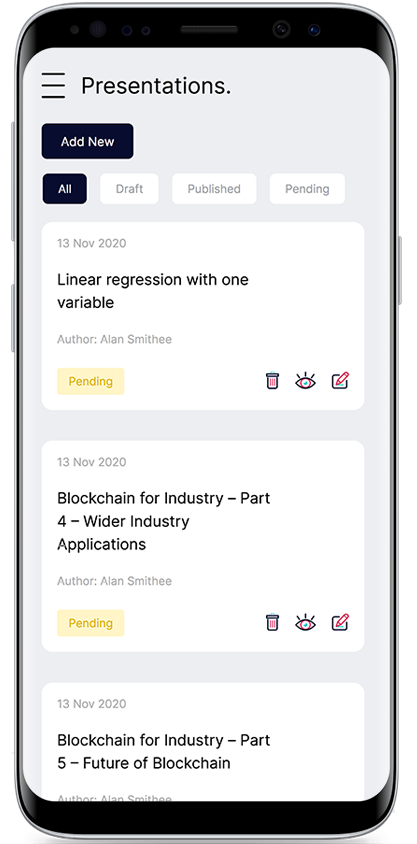 Presentations.
Add New
All Draft Published Pending
13 Nov 2020
Linear regression with one
variable
Author: Alan Smithee
Pending
13 Nov 2020
Blockchain for Industry – Part
4 – Wider Industry
Applications
Author: Alan Smithee
Pending
13 Nov 2020
Blockchain for Industry – Part
5 – Future of Blockchain
Author: Alan Smithee